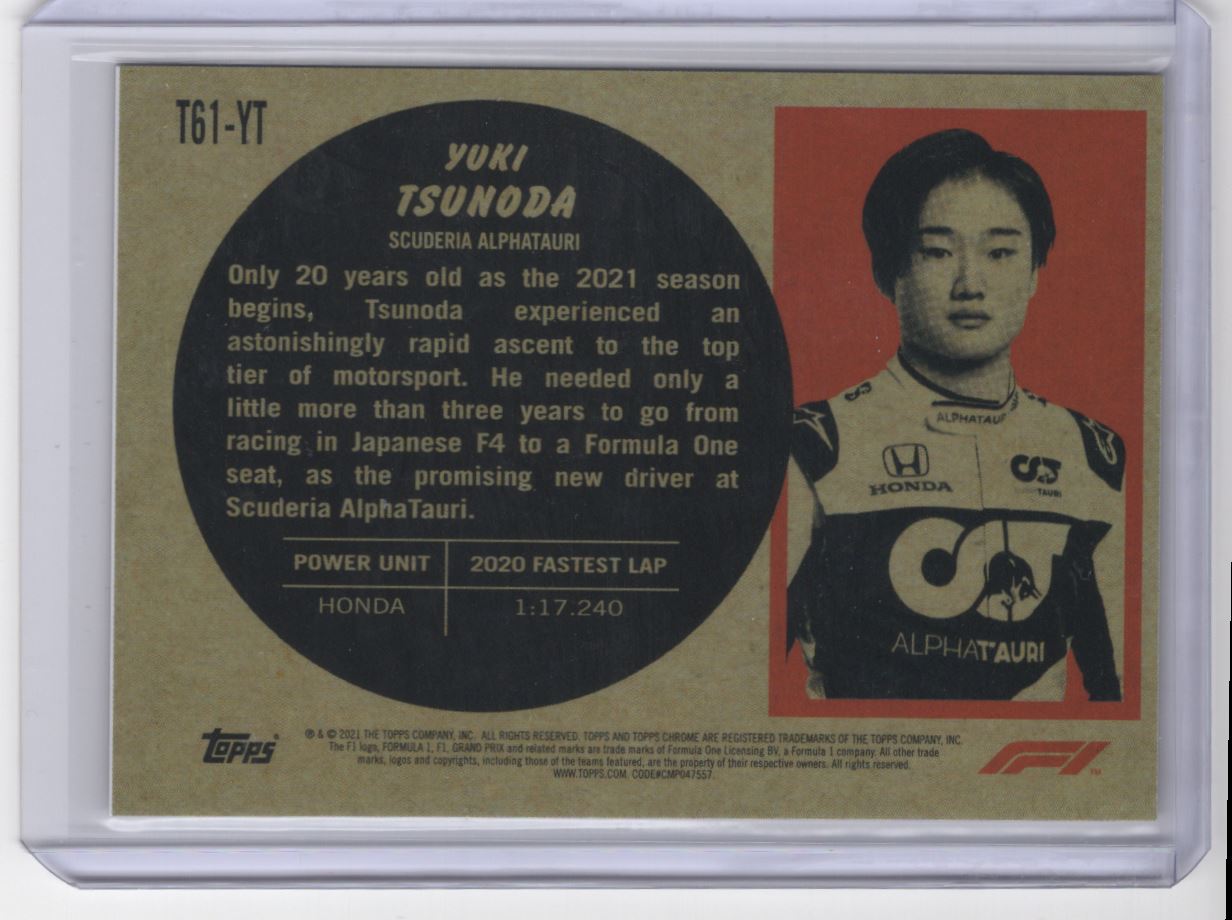 T61-YT
YUKI
TSUNODA
SCUDERIA ALPHATAURI
Only 20 years old as the 2021 season
begins, Tsunoda experienced an
astonishingly rapid ascent to the top
tier of motorsport. He needed only a
little more than three years to go from
racing in Japanese F4 to a Formula One
seat, as the promising new driver at
Scuderia AlphaTauri.
POWER UNIT 2020 FASTEST LAP
HONDA 1:17.240
ALPHATAURI
HONDA
TAURI
ALPHATAURI
Topps
® & © 2021 THE TOPPS COMPANY, INC. ALL RIGHTS RESERVED. TOPPS AND TOPPS CHROME ARE REGISTERED TRADEMARKS OF THE TOPPS COMPANY, INC.
The F1 logo, FORMULA 1, F1, GRAND PRIX and related marks are trade marks of Formula One Licensing BV, a Formula 1 company. All other trade
marks, logos and copyrights, including those of the teams featured, are the property of their respective owners. All rights reserved.
WWW.TOPPS.COM. CODE#CMP047557.
F1 ™